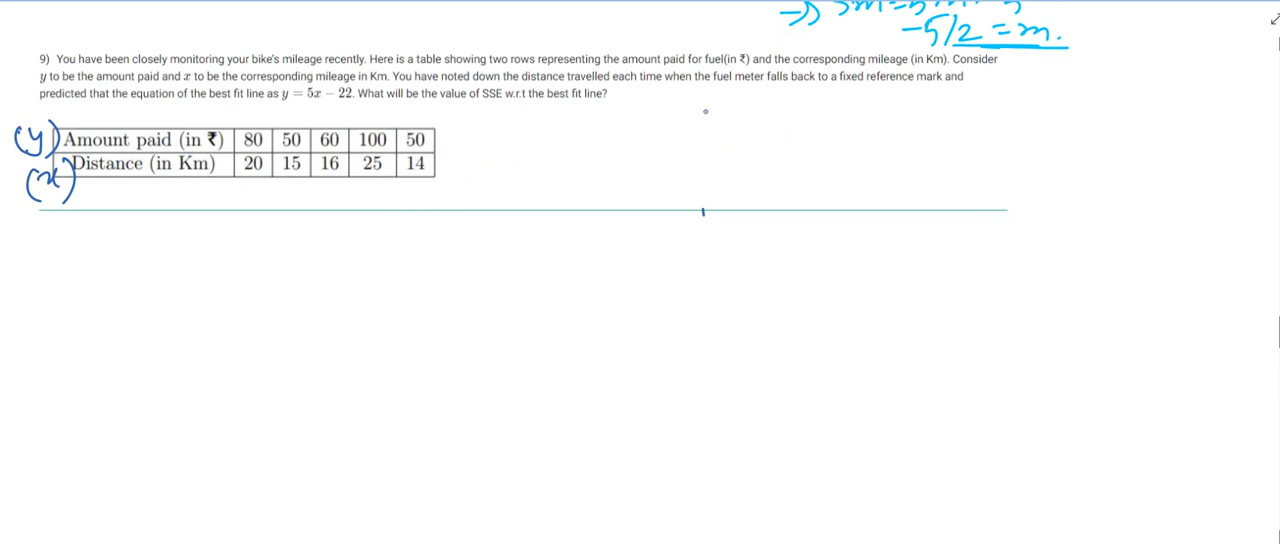 -5/2 = m.
9) You have been closely monitoring your bike's mileage recently. Here is a table showing two rows representing the amount paid for fuel(in ₹) and the corresponding mileage (in Km). Consider
y to be the amount paid and x to be the corresponding mileage in Km. You have noted down the distance travelled each time when the fuel meter falls back to a fixed reference mark and
predicted that the equation of the best fit line as y = 5x − 22. What will be the value of SSE w.r.t the best fit line?
(y) Amount paid (in ₹) 80 50 60 100 50
(x) Distance (in Km) 20 15 16 25 14